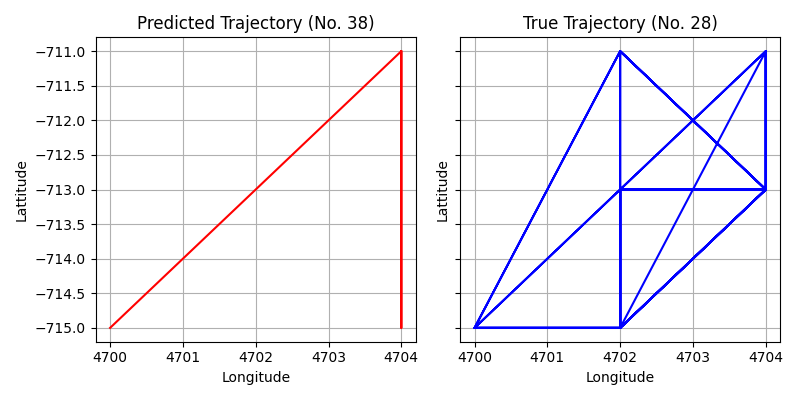 Predicted Trajectory (No. 38)
True Trajectory (No. 28)
−711.0
−711.5
−712.0
−712.5
−713.0
−713.5
−714.0
−714.5
−715.0
Lattitude
Lattitude
4700 4701 4702 4703 4704
4700 4701 4702 4703 4704
Longitude
Longitude